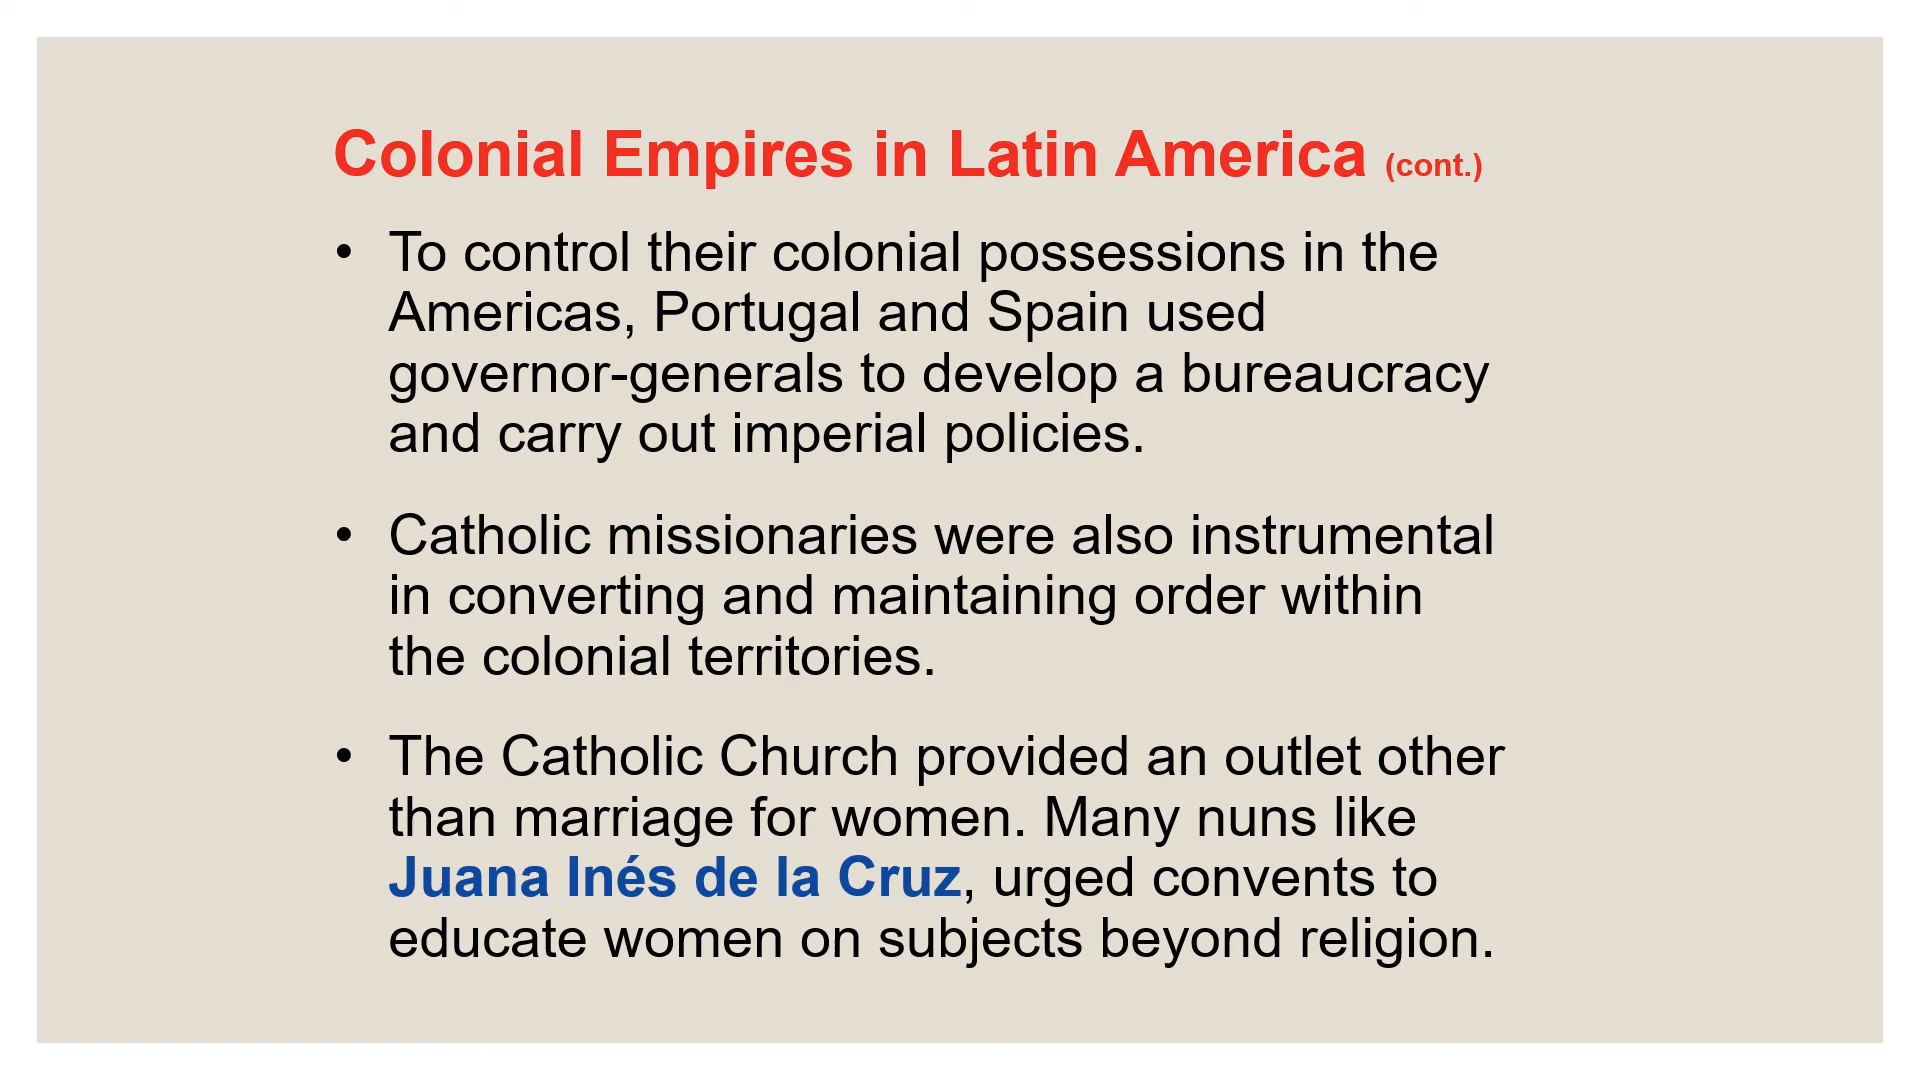 Colonial Empires in Latin America (cont.)
• To control their colonial possessions in the
Americas, Portugal and Spain used
governor-generals to develop a bureaucracy
and carry out imperial policies.
• Catholic missionaries were also instrumental
in converting and maintaining order within
the colonial territories.
• The Catholic Church provided an outlet other
than marriage for women. Many nuns like
Juana Inés de la Cruz, urged convents to
educate women on subjects beyond religion.